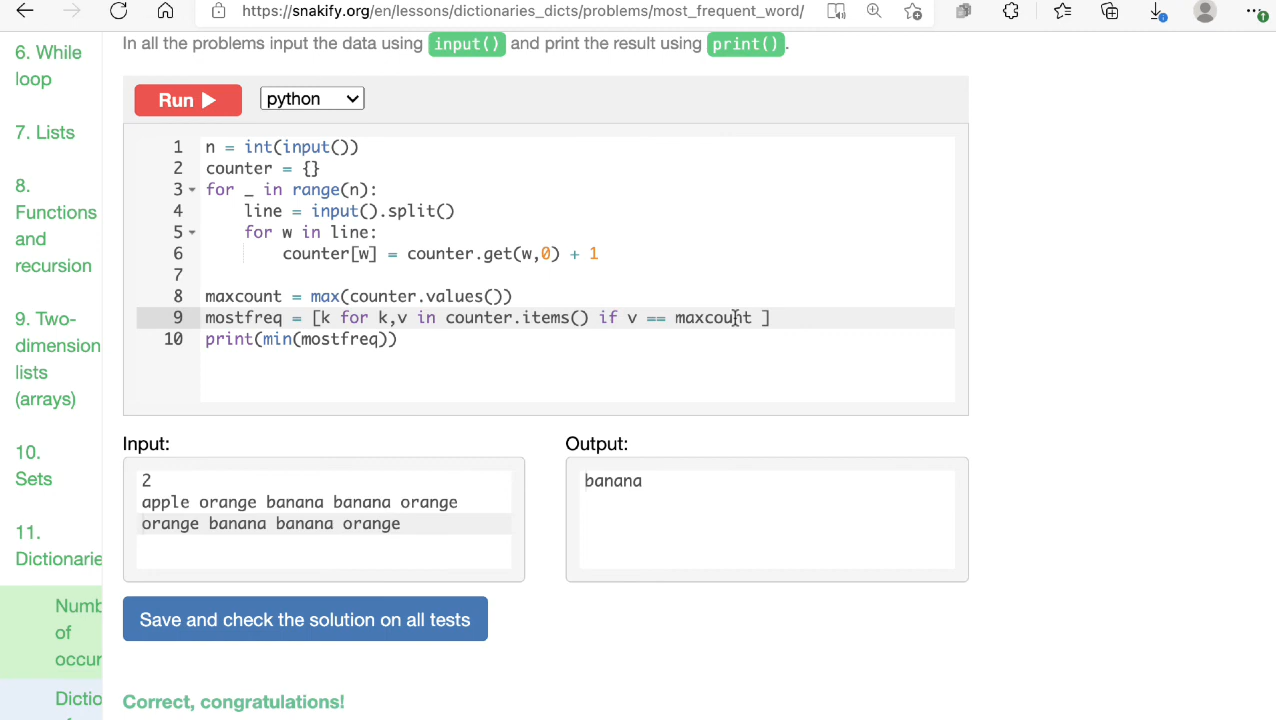 https://snakify.org/en/lessons/dictionaries_dicts/problems/most_frequent_word/
6. While
loop
7. Lists
8.
Functions
and
recursion
9. Two-
dimension
lists
(arrays)
10.
Sets
11.
Dictionarie
Numb
of
occur
Dictio
In all the problems input the data using input() and print the result using print().
Run
python
1 n = int(input())
2 counter = {}
3 for _ in range(n):
4     line = input().split()
5     for w in line:
6         counter[w] = counter.get(w,0) + 1
7
8 maxcount = max(counter.values())
9 mostfreq = [k for k,v in counter.items() if v == maxcount ]
10 print(min(mostfreq))
Input:
2
apple orange banana banana orange
orange banana banana orange
Output:
banana
Save and check the solution on all tests
Correct, congratulations!